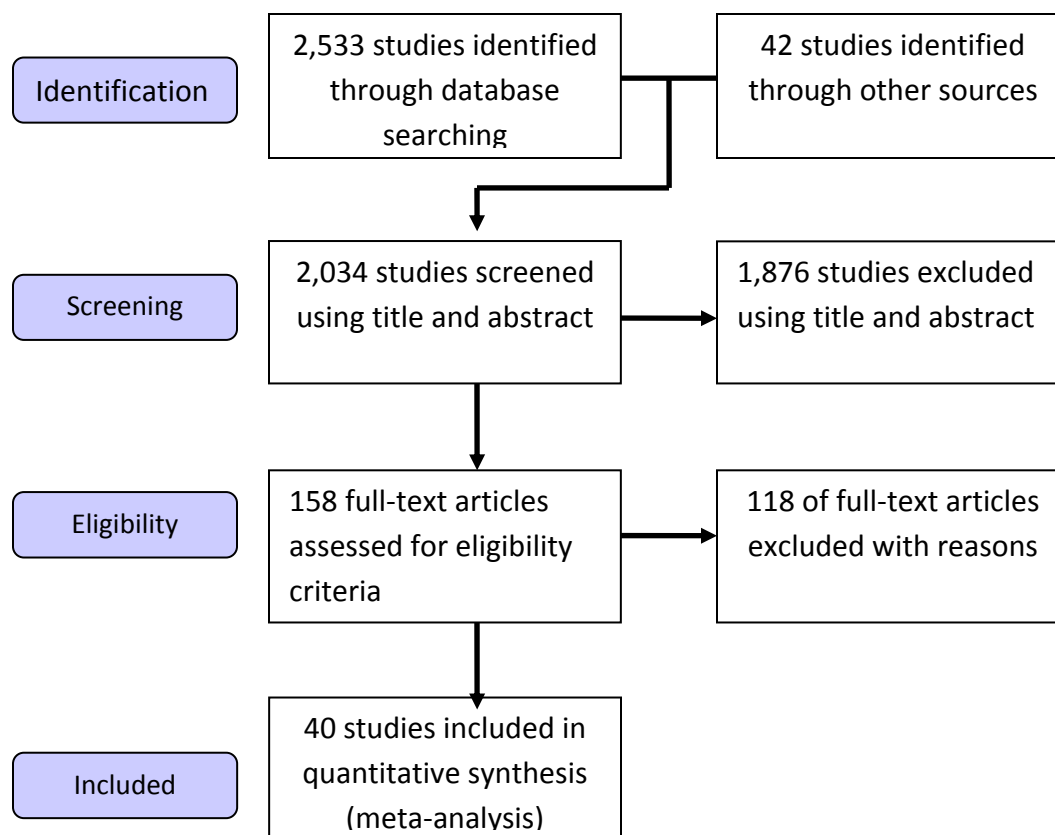 Identification
2,533 studies identified
through database
searching
42 studies identified
through other sources
Screening
2,034 studies screened
using title and abstract
1,876 studies excluded
using title and abstract
Eligibility
158 full-text articles
assessed for eligibility
criteria
118 of full-text articles
excluded with reasons
Included
40 studies included in
quantitative synthesis
(meta-analysis)